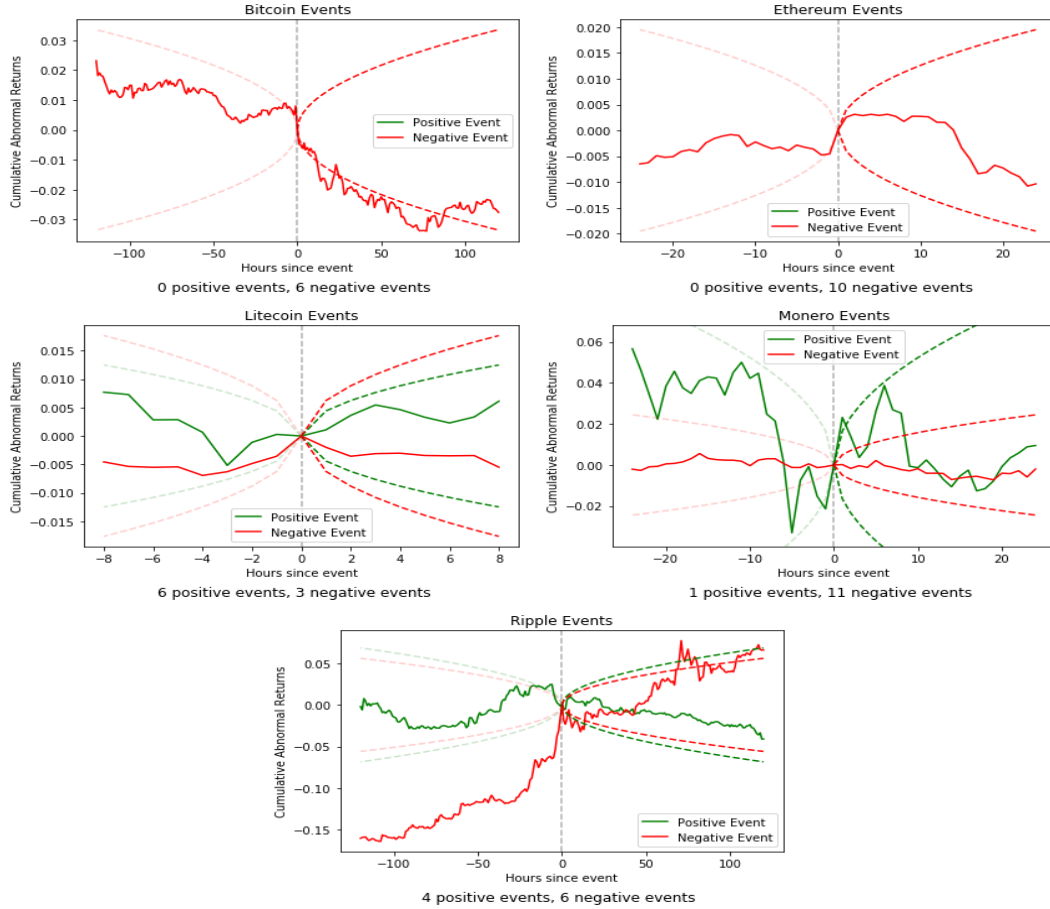 Bitcoin Events
Cumulative Abnormal Returns
0.03
0.02
0.01
0.00
−0.01
−0.02
−0.03
Positive Event
Negative Event
−100
−50
0
50
100
Hours since event
0 positive events, 6 negative events
Ethereum Events
Cumulative Abnormal Returns
0.020
0.015
0.010
0.005
0.000
−0.005
−0.010
−0.015
−0.020
Positive Event
Negative Event
−20
−10
0
10
20
Hours since event
0 positive events, 10 negative events
Litecoin Events
Cumulative Abnormal Returns
0.015
0.010
0.005
0.000
−0.005
−0.010
−0.015
Positive Event
Negative Event
−8
−6
−4
−2
0
2
4
6
8
Hours since event
6 positive events, 3 negative events
Monero Events
Cumulative Abnormal Returns
0.06
0.04
0.02
0.00
−0.02
Positive Event
Negative Event
−20
−10
0
10
20
Hours since event
1 positive events, 11 negative events
Ripple Events
Cumulative Abnormal Returns
0.05
0.00
−0.05
−0.10
−0.15
Positive Event
Negative Event
−100
−50
0
50
100
Hours since event
4 positive events, 6 negative events